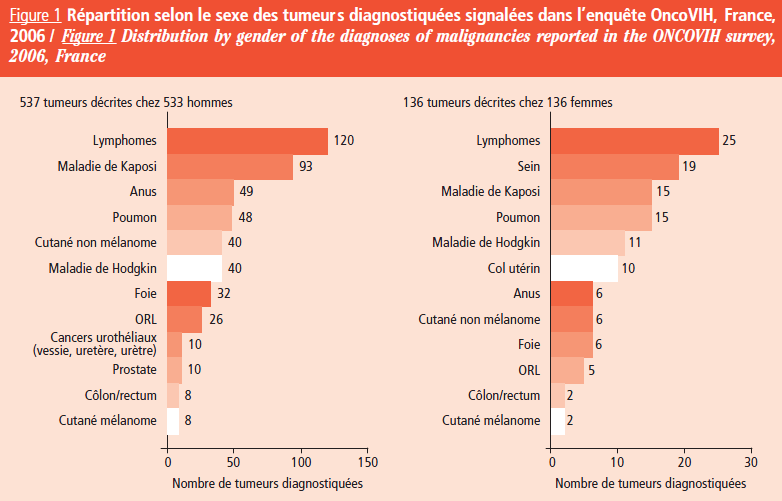 Figure 1 Répartition selon le sexe des tumeurs diagnostiquées signalées dans l'enquête OncoVIH, France,
2006 / Figure 1 Distribution by gender of the diagnoses of malignancies reported in the ONCOVIH survey,
2006, France
537 tumeurs décrites chez 533 hommes
Lymphomes 120
Maladie de Kaposi 93
Anus 49
Poumon 48
Cutané non mélanome 40
Maladie de Hodgkin 40
Foie 32
ORL 26
Cancers urothéliaux
(vessie, uretère, urètre) 10
Prostate 10
Côlon/rectum 8
Cutané mélanome 8
0 50 100 150
Nombre de tumeurs diagnostiquées
136 tumeurs décrites chez 136 femmes
Lymphomes 25
Sein 19
Maladie de Kaposi 15
Poumon 15
Maladie de Hodgkin 11
Col utérin 10
Anus 6
Cutané non mélanome 6
Foie 6
ORL 5
Côlon/rectum 2
Cutané mélanome 2
0 10 20 30
Nombre de tumeurs diagnostiquées